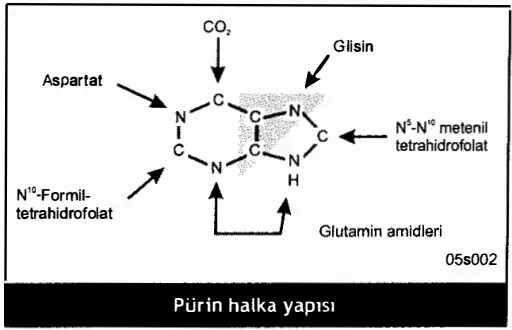 CO₂
Glisin
Aspartat
C
N
C
N
N⁵-N¹⁰ metenil
tetrahidrofolat
C
C
C
N
N
H
N¹⁰-Formil-
tetrahidrofolat
Glutamin amidleri
05s002
Pürin halka yapısı